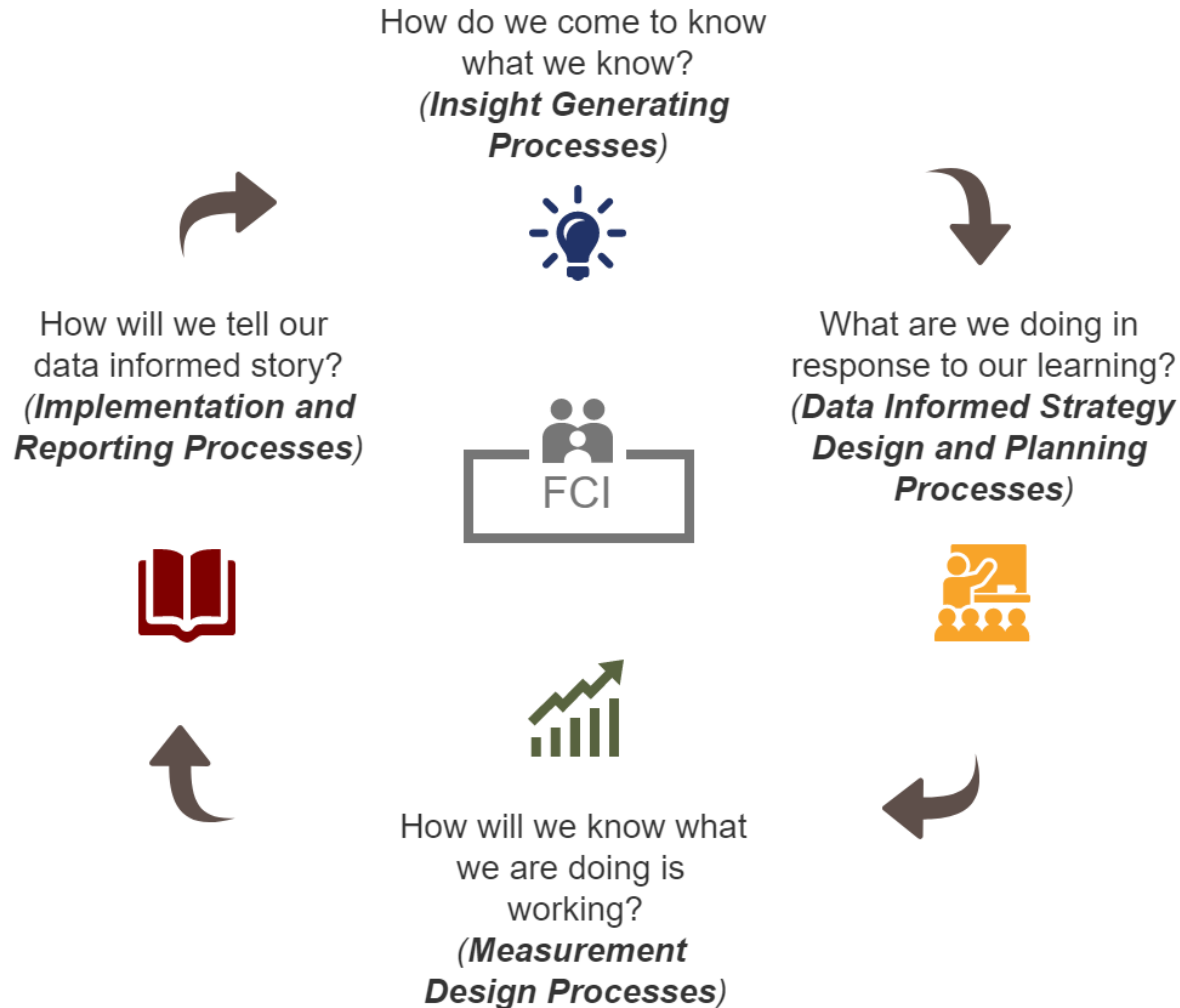 How do we come to know
what we know?
(Insight Generating
Processes)
How will we tell our
data informed story?
(Implementation and
Reporting Processes)
What are we doing in
response to our learning?
(Data Informed Strategy
Design and Planning
Processes)
FCI
How will we know what
we are doing is
working?
(Measurement
Design Processes)